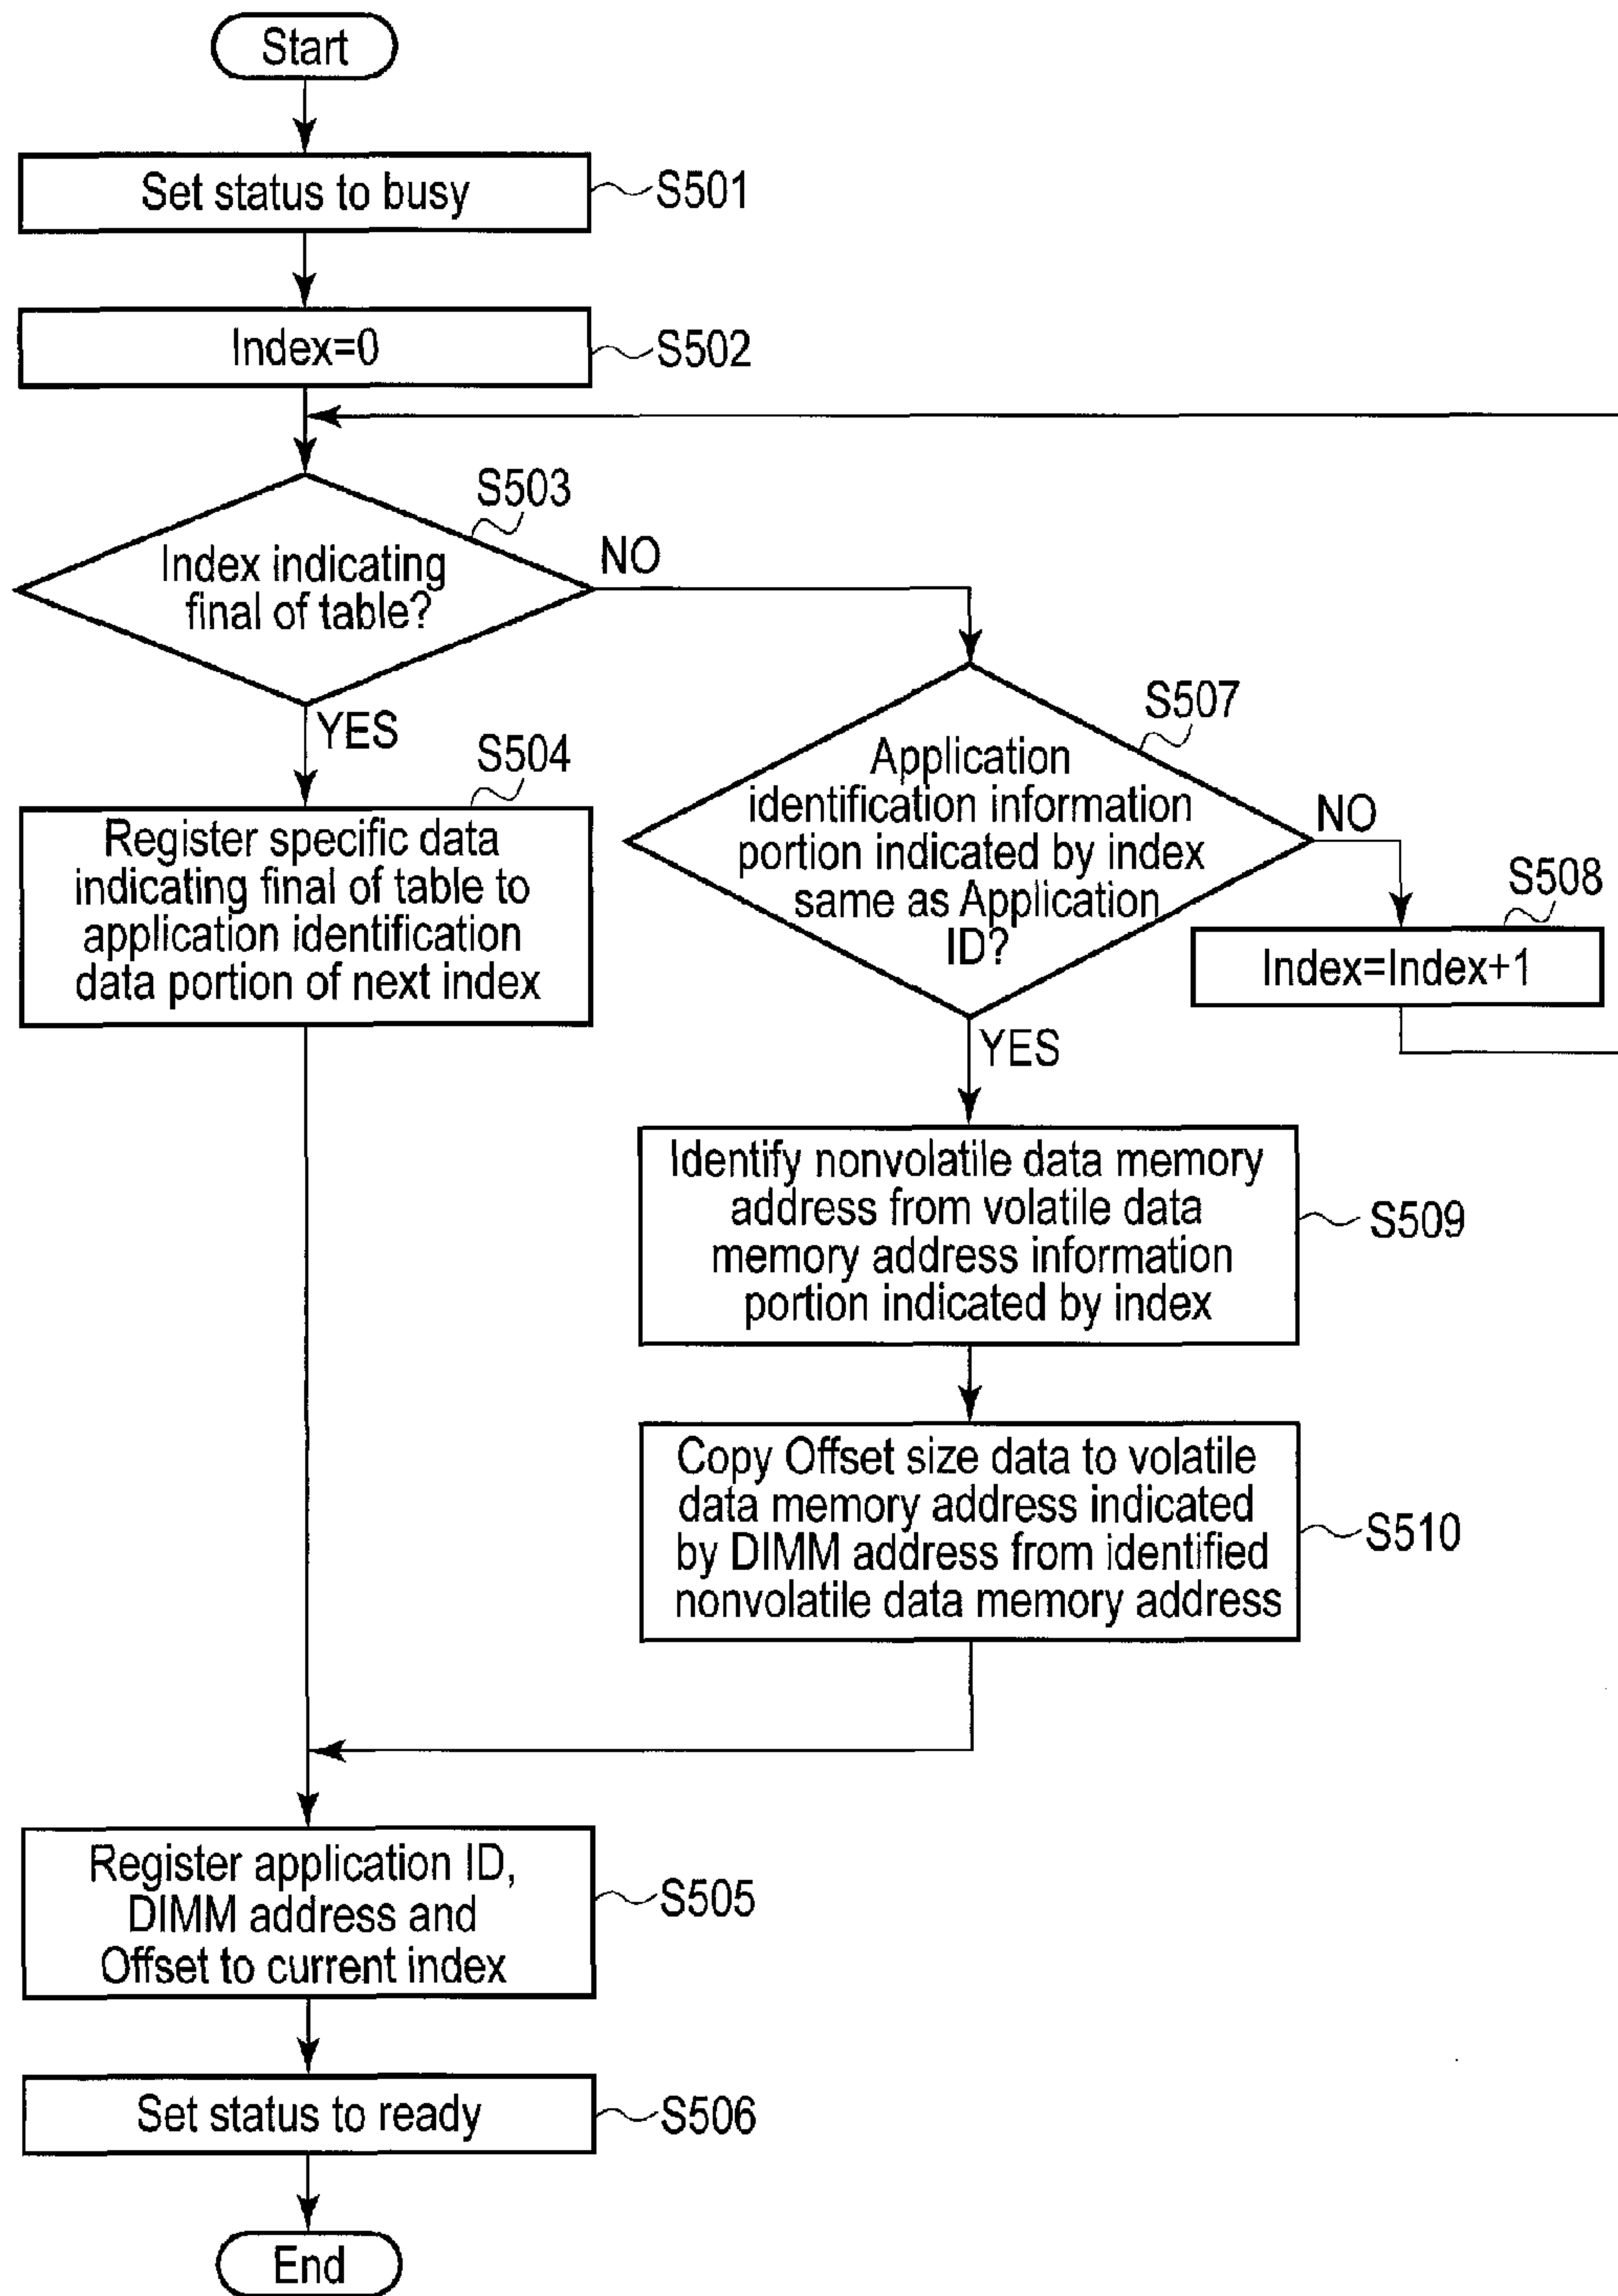 Start
Set status to busy
S501
Index=0
S502
S503
Index indicating
final of table?
NO
YES
S504
Register specific data
indicating final of table to
application identification
data portion of next index
S507
Application
identification information
portion indicated by index
same as Application
ID?
NO
S508
Index=Index+1
YES
Identify nonvolatile data memory
address from volatile data
memory address information
portion indicated by index
S509
Copy Offset size data to volatile
data memory address indicated
by DIMM address from identified
nonvolatile data memory address
S510
Register application ID,
DIMM address and
Offset to current index
S505
Set status to ready
S506
End